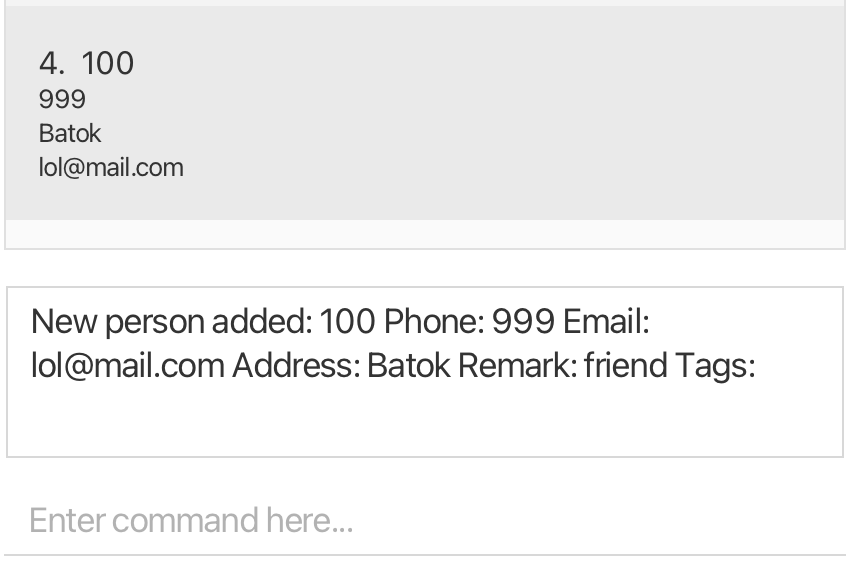 4. 100
999
Batok
lol@mail.com
New person added: 100 Phone: 999 Email:
lol@mail.com Address: Batok Remark: friend Tags:
Enter command here...